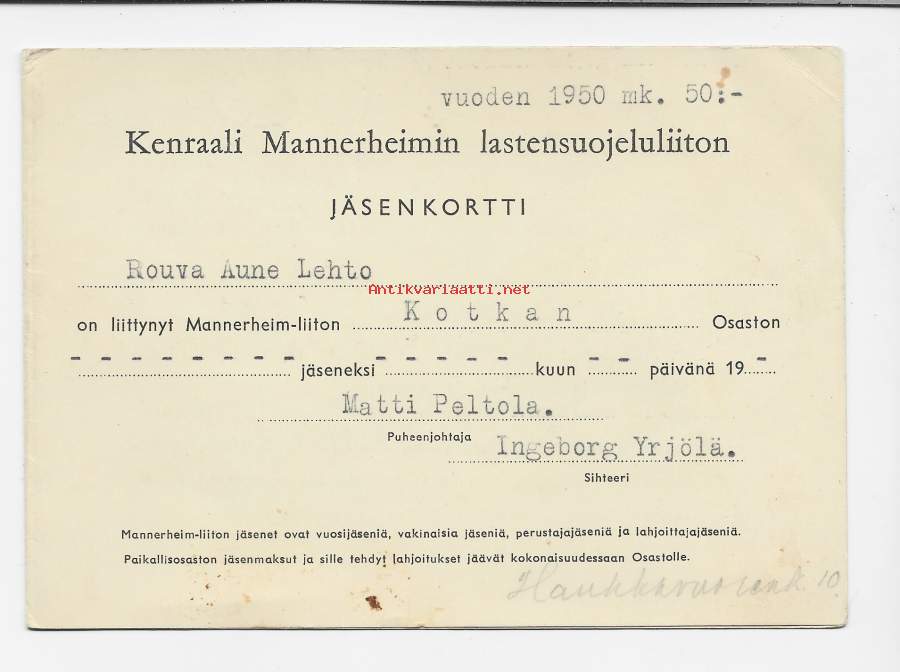 vuoden 1950 mk. 50:-
Kenraali Mannerheimin lastensuojeluliiton
JÄSENKORTTI
Rouva Aune Lehto
Antikvariaatti.net
on liittynyt Mannerheim-liiton Kotkan Osaston
- - - - - - - - jäseneksi - - - - - kuun - - päivänä 19 -
Matti Peltola.
Puheenjohtaja
Ingeborg Yrjölä.
Sihteeri
Mannerheim-liiton jäsenet ovat vuosijäseniä, vakinaisia jäseniä, perustajajäseniä ja lahjoittajajäseniä.
Paikallisosaston jäsenmaksut ja sille tehdyt lahjoitukset jäävät kokonaisuudessaan Osastolle.
10.